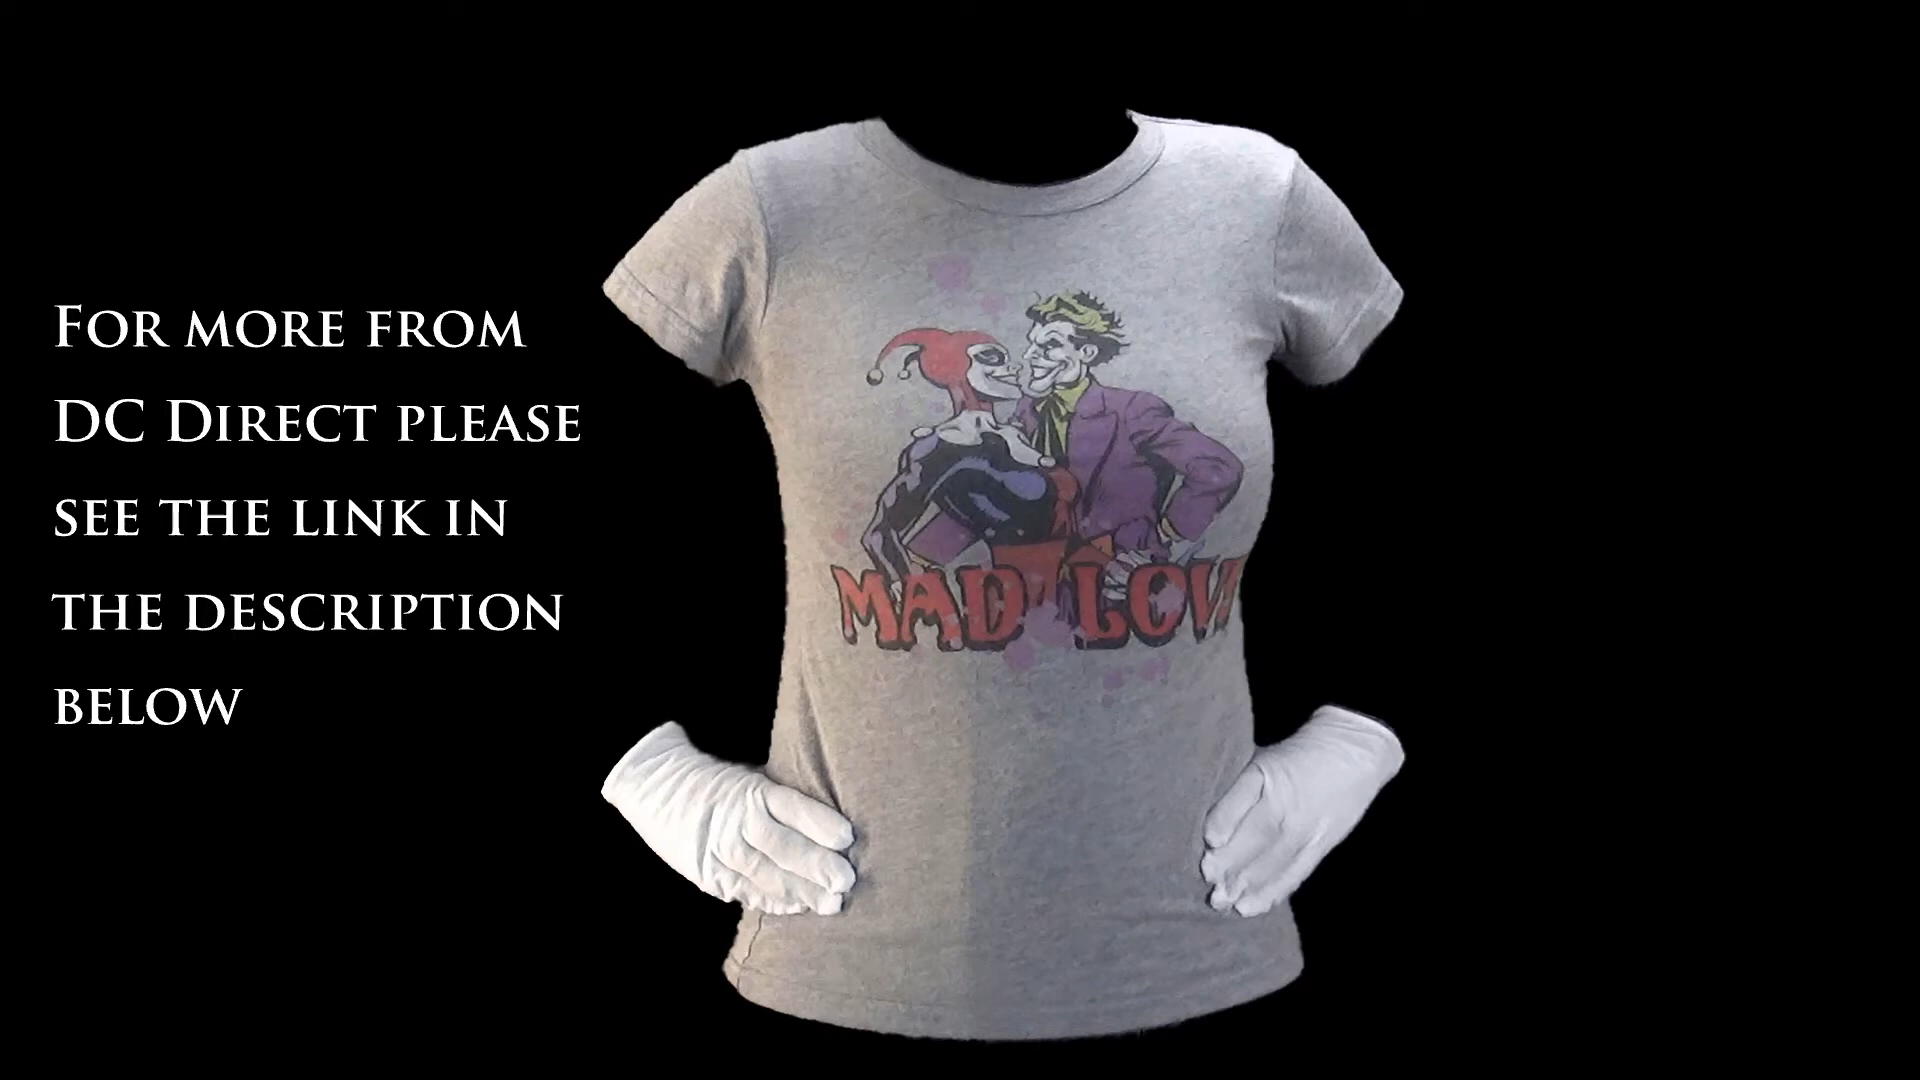 For more from
DC Direct please
see the link in
the description
below
MAD LOV